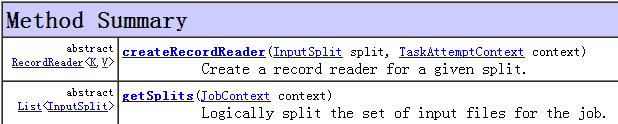 Method Summary
abstract
RecordReader<K,V>
createRecordReader(InputSplit split, TaskAttemptContext context)
Create a record reader for a given split.
abstract
List<InputSplit>
getSplits(JobContext context)
Logically split the set of input files for the job.